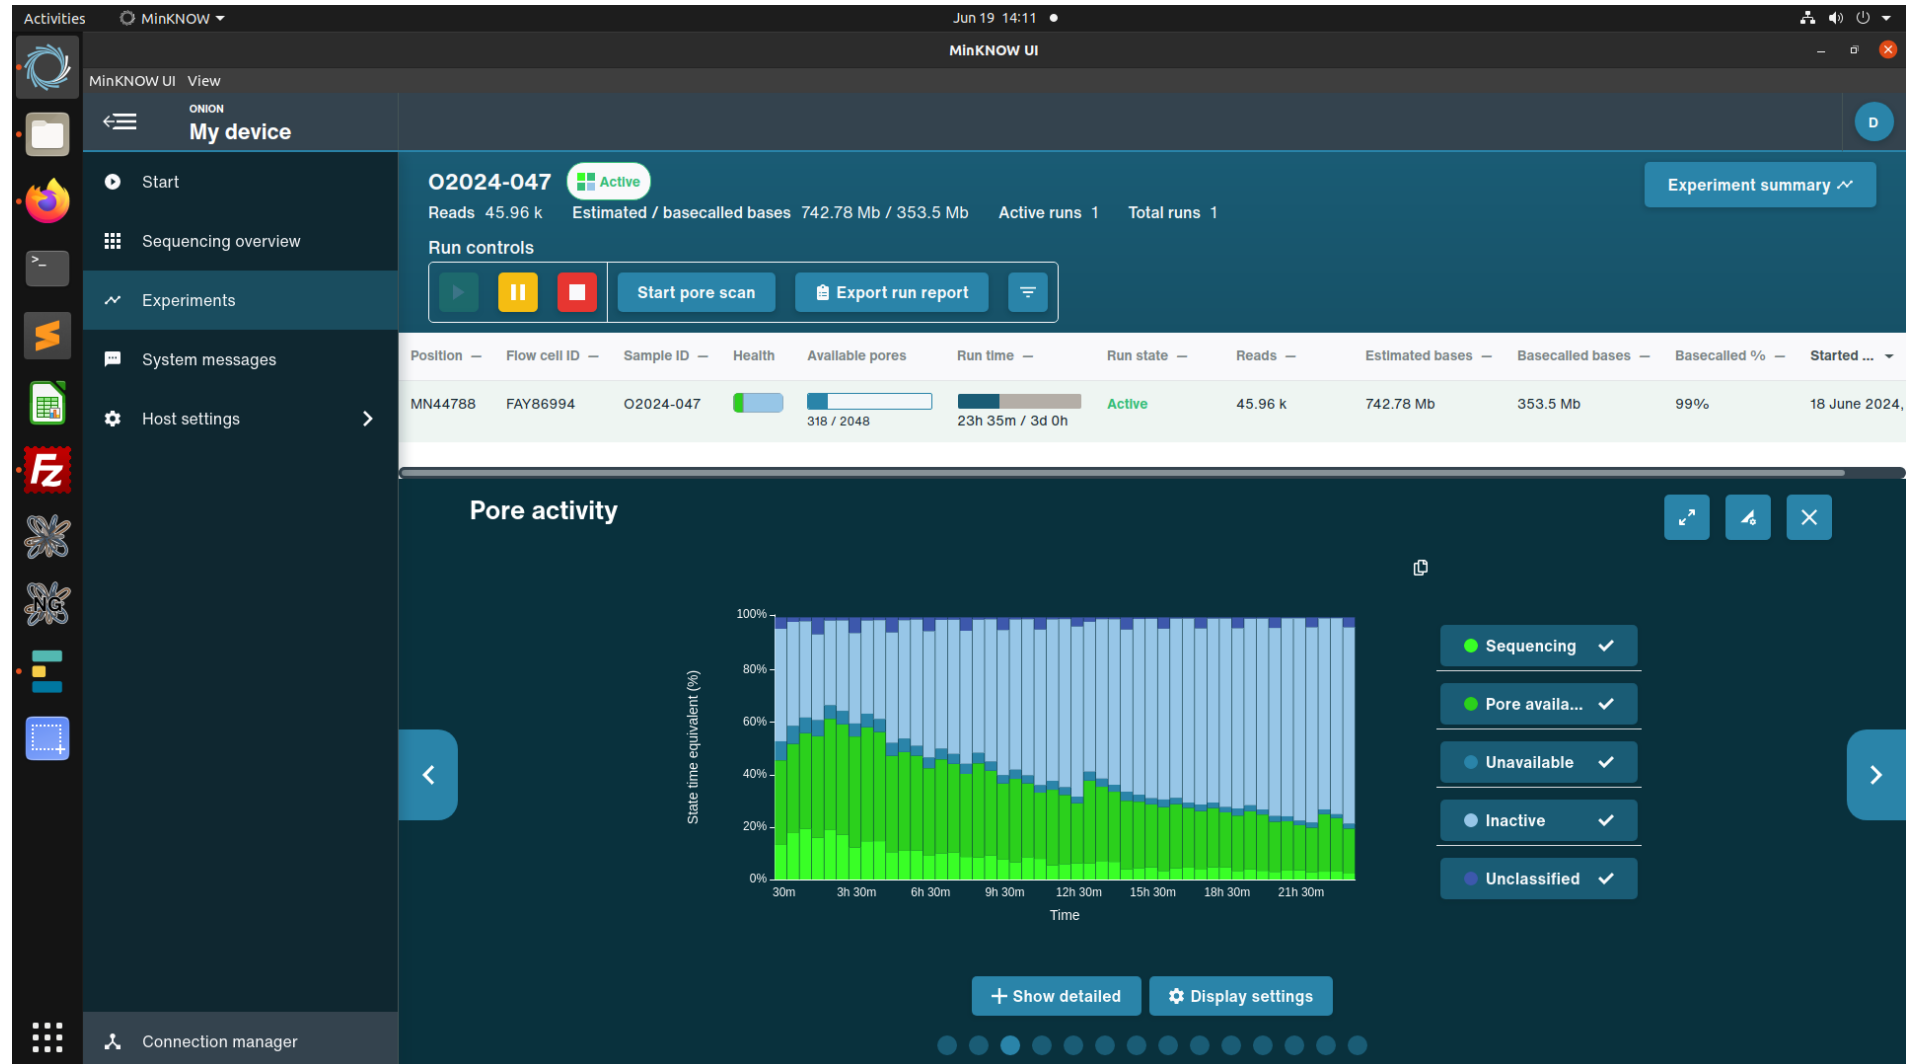 Activities MinKNOW Jun 19 14:11
MinKNOW UI
MinKNOW UI View
ONION
My device
D
Start
Sequencing overview
Experiments
System messages
Host settings
Connection manager
>_
Fz
NG
O2024-047 Active
Experiment summary
Reads 45.96 k Estimated / basecalled bases 742.78 Mb / 353.5 Mb Active runs 1 Total runs 1
Run controls
Start pore scan Export run report
Position Flow cell ID Sample ID Health Available pores Run time Run state Reads Estimated bases Basecalled bases Basecalled % Started ...
MN44788 FAY86994 O2024-047 318 / 2048 23h 35m / 3d 0h Active 45.96 k 742.78 Mb 353.5 Mb 99% 18 June 2024,
Pore activity
100%
80%
60%
40%
20%
0%
State time equivalent (%)
30m 3h 30m 6h 30m 9h 30m 12h 30m 15h 30m 18h 30m 21h 30m
Time
Sequencing
Pore availa...
Unavailable
Inactive
Unclassified
Show detailed Display settings